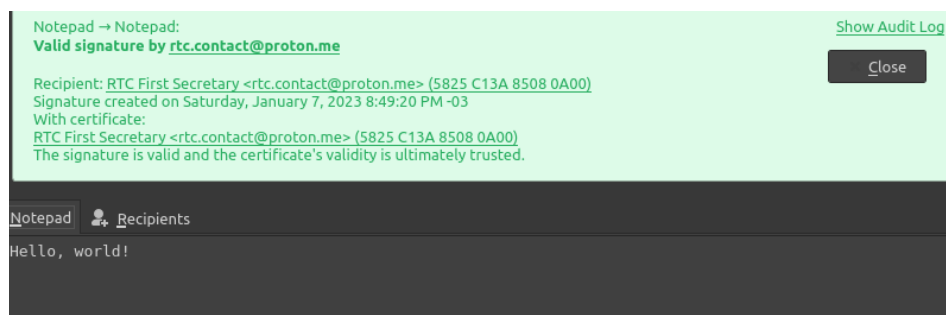 Notepad → Notepad:
Show Audit Log
Valid signature by rtc.contact@proton.me
Close
Recipient: RTC First Secretary <rtc.contact@proton.me> (5825 C13A 8508 0A00)
Signature created on Saturday, January 7, 2023 8:49:20 PM -03
With certificate:
RTC First Secretary <rtc.contact@proton.me> (5825 C13A 8508 0A00)
The signature is valid and the certificate's validity is ultimately trusted.
Notepad Recipients
Hello, world!